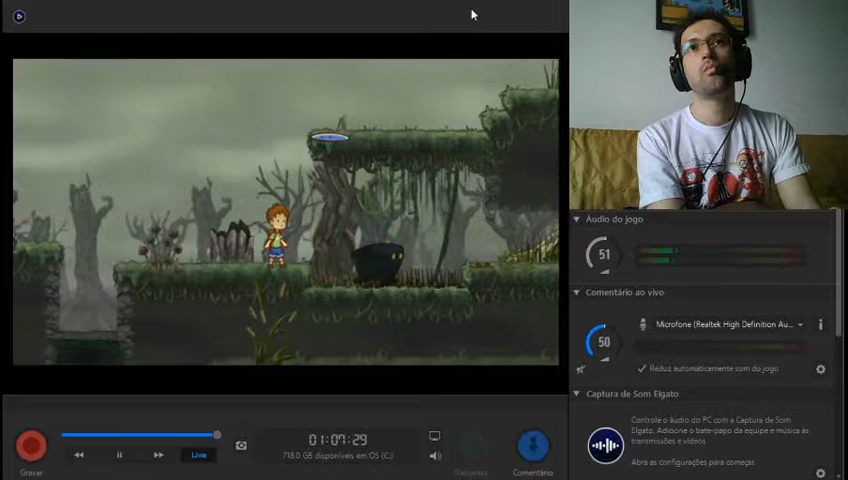 Áudio do jogo
51
Comentário ao vivo
50
Microfone (Realtek High Definition Au...
Reduz automaticamente som do jogo
Captura de Som Elgato
Controle o áudio do PC com a Captura de Som
Elgato. Adicione o bate-papo da equipe e música às
transmissões e vídeos
Abra as configurações para começar.
01:07:29
718.0 GB disponíveis em OS (C:)
Live
Gravar
Comentário